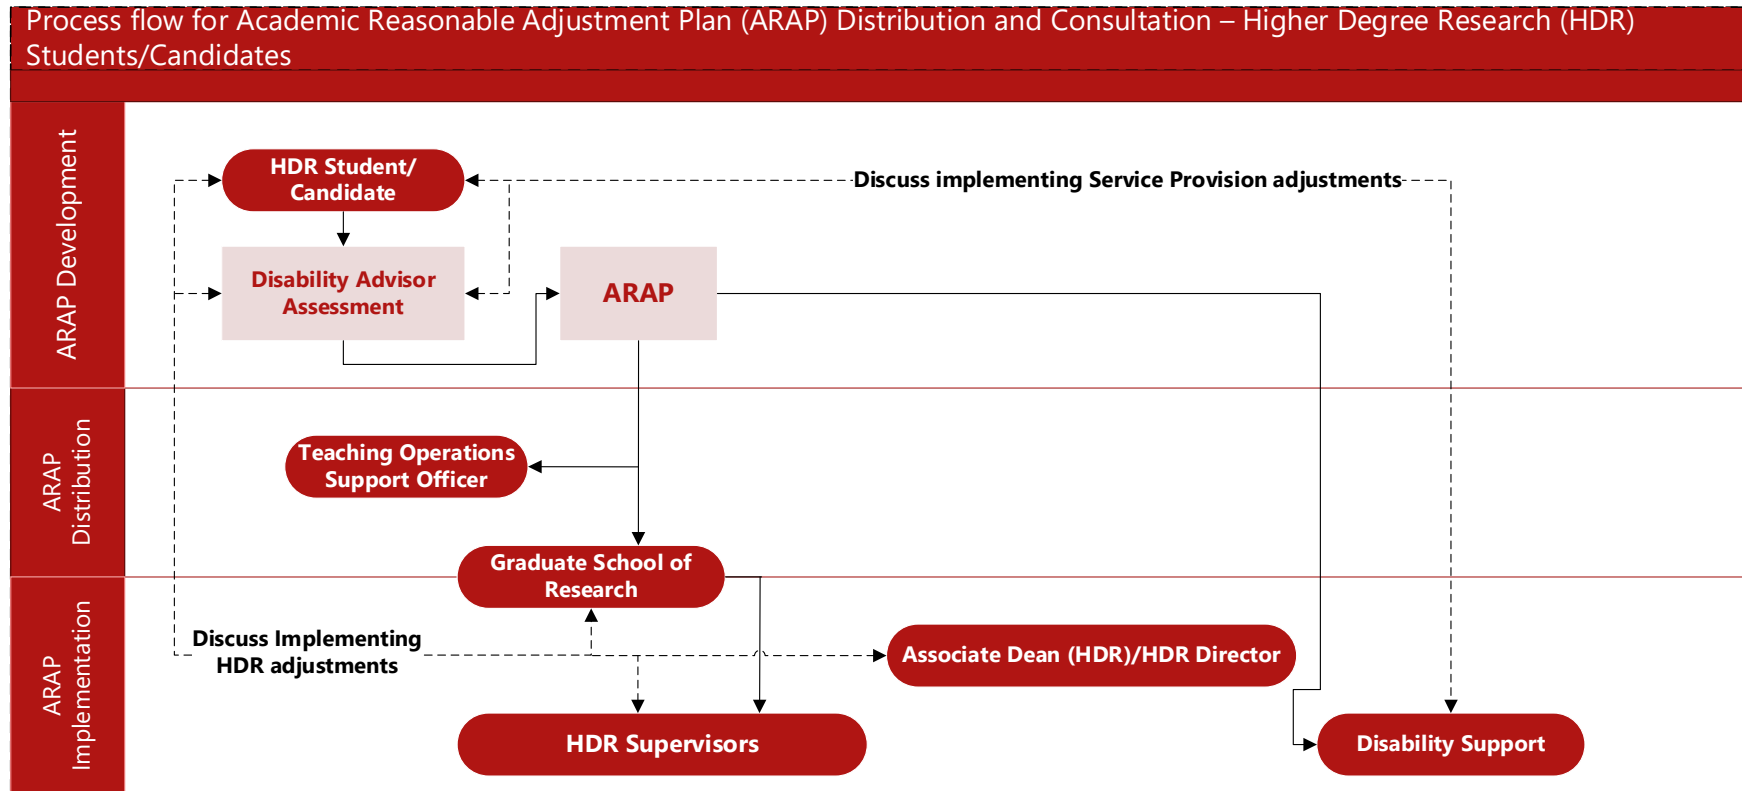 Process flow for Academic Reasonable Adjustment Plan (ARAP) Distribution and Consultation – Higher Degree Research (HDR)
Students/Candidates
ARAP Development
HDR Student/
Candidate
Discuss implementing Service Provision adjustments
Disability Advisor
Assessment
ARAP
ARAP
Distribution
Teaching Operations
Support Officer
Graduate School of
Research
ARAP
Implementation
Discuss Implementing
HDR adjustments
Associate Dean (HDR)/HDR Director
HDR Supervisors
Disability Support